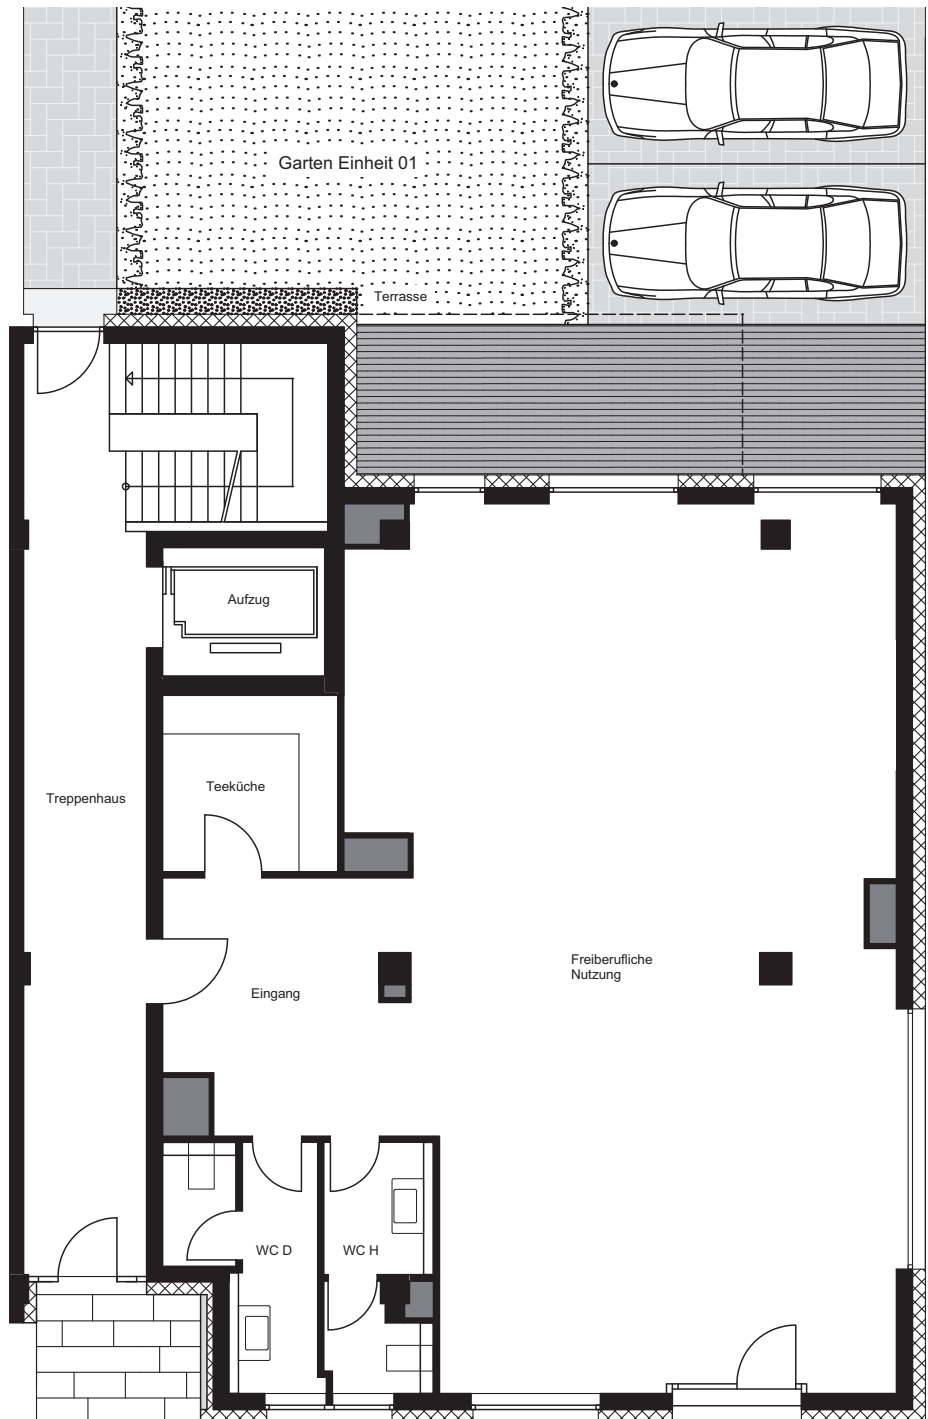 Garten Einheit 01
Terrasse
Aufzug
Teeküche
Treppenhaus
Freiberufliche
Nutzung
Eingang
WC D
WC H